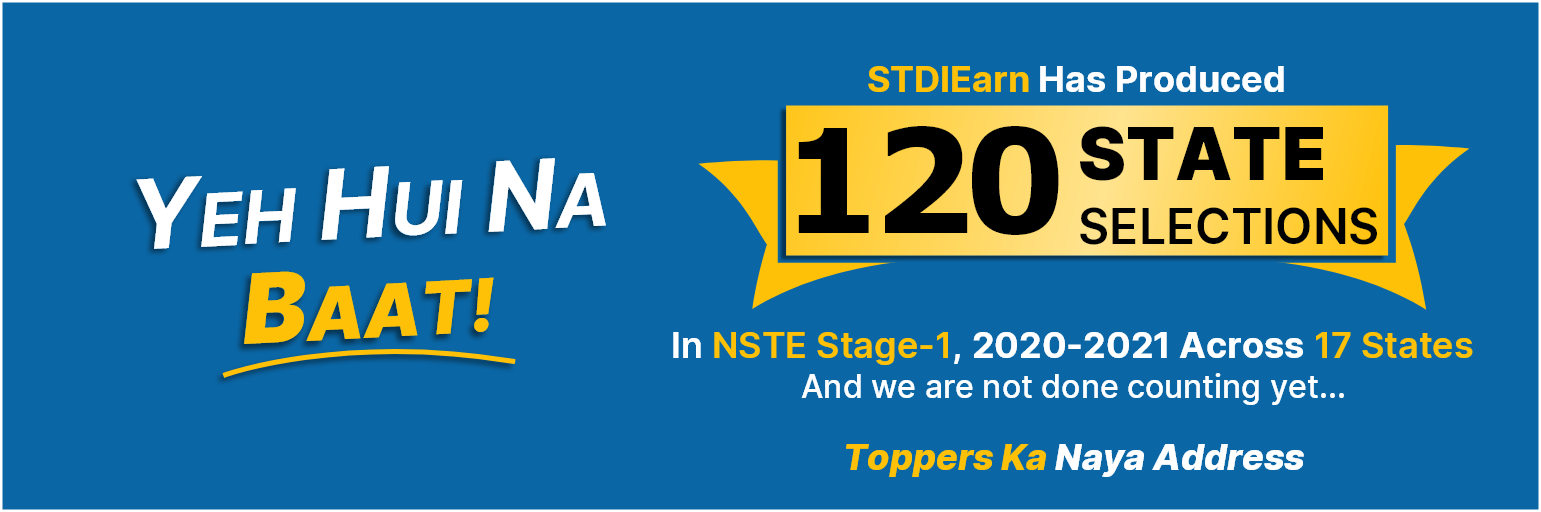 YEH HUI NA
BAAT!
STDIEarn Has Produced
120 STATE
SELECTIONS
In NSTE Stage-1, 2020-2021 Across 17 States
And we are not done counting yet...
Toppers Ka Naya Address